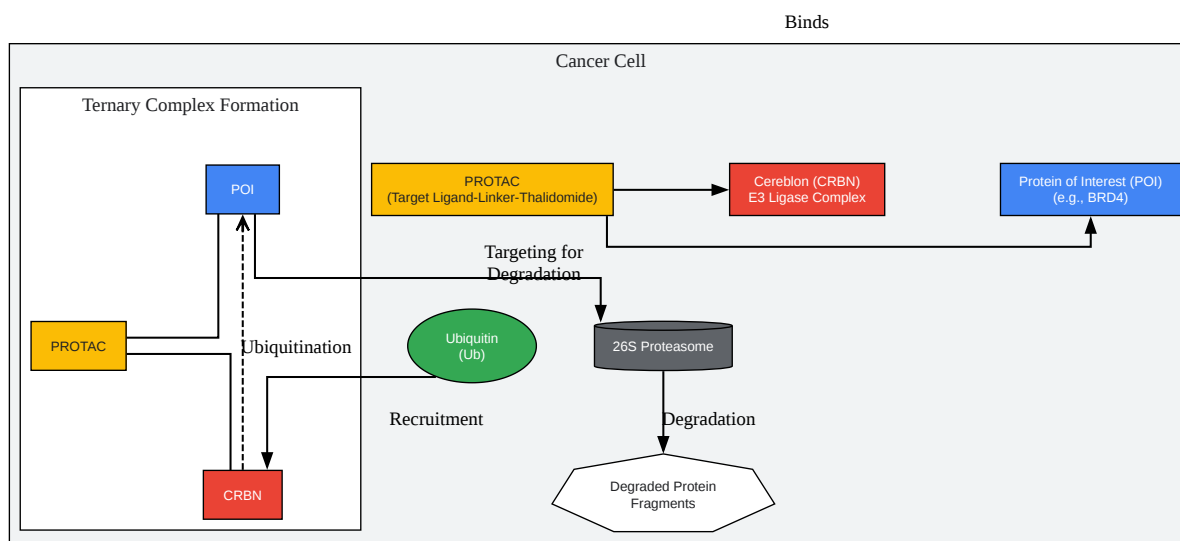 Binds
Cancer Cell
Ternary Complex Formation
POI
PROTAC
(Target Ligand-Linker-Thalidomide)
Cereblon (CRBN)
E3 Ligase Complex
Protein of Interest (POI)
(e.g., BRD4)
Targeting for
Degradation
PROTAC
Ubiquitination
Ubiquitin
(Ub)
26S Proteasome
Recruitment
Degradation
CRBN
Degraded Protein
Fragments